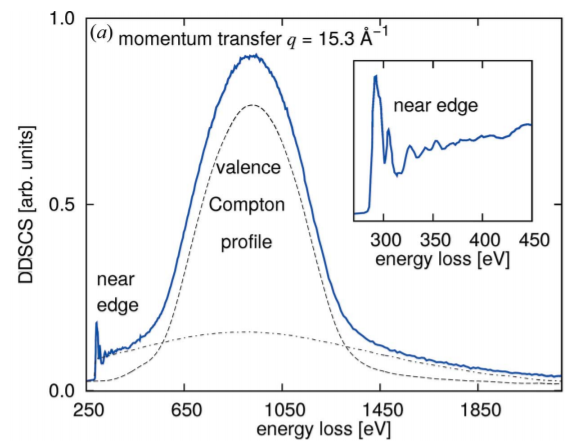 (a) momentum transfer q = 15.3 Å⁻¹
1.0
0.5
0.0
DDSCS [arb. units]
near
edge
valence
Compton
profile
near edge
300 350 400 450
energy loss [eV]
250 650 1050 1450 1850
energy loss [eV]